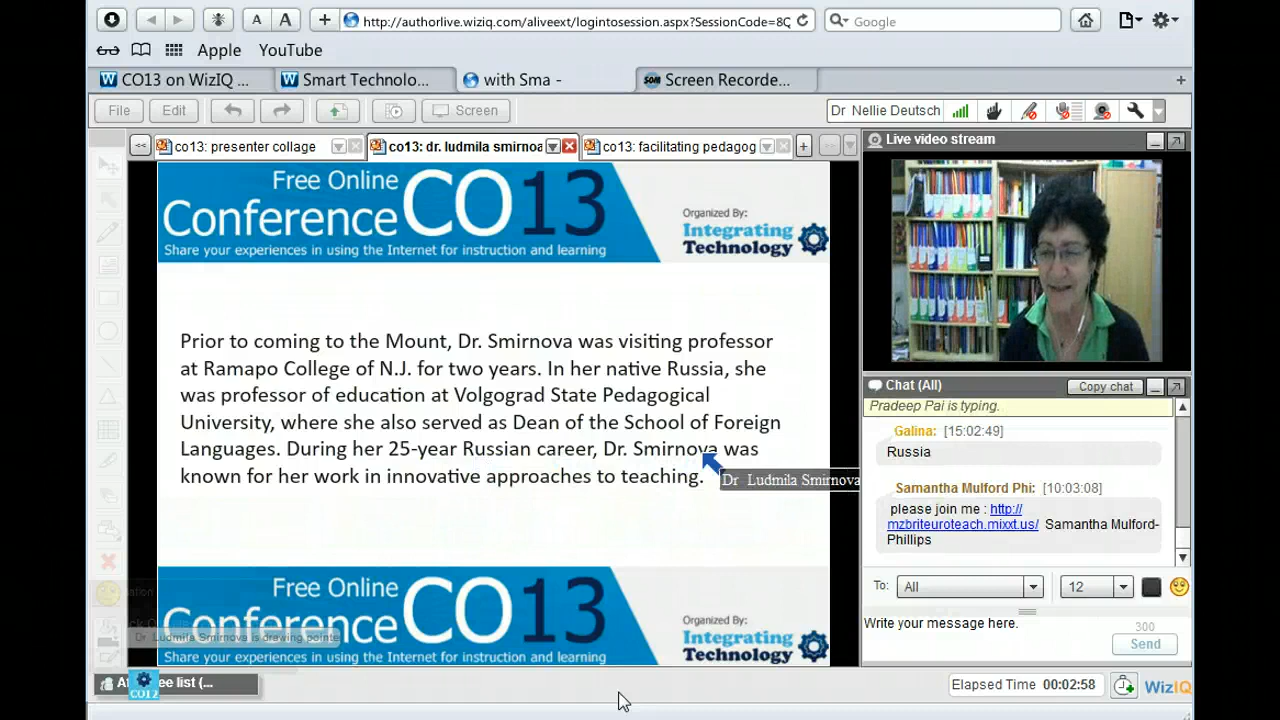 A A + http://authorlive.wiziq.com/aliveext/logintosession.aspx?SessionCode=8Q Google
Apple YouTube
CO13 on WizIQ ... Smart Technolo... with Sma - Screen Recorde... +
File Edit Screen Dr Nellie Deutsch
<< co13: presenter collage co13: dr. ludmila smirnoa co13: facilitating pedagog +
Live video stream
Free Online
Conference CO13
Share your experiences in using the Internet for instruction and learning
Organized By:
Integrating
Technology
Prior to coming to the Mount, Dr. Smirnova was visiting professor
at Ramapo College of N.J. for two years. In her native Russia, she
was professor of education at Volgograd State Pedagogical
University, where she also served as Dean of the School of Foreign
Languages. During her 25-year Russian career, Dr. Smirnova was
known for her work in innovative approaches to teaching.
Dr Ludmila Smirnova
Free Online
Conference CO13
Share your experiences in using the Internet for instruction and learning
Organized By:
Integrating
Technology
Dr Ludmila Smirnova is drawing pointe
Chat (All) Copy chat
Pradeep Pai is typing.
Galina: [15:02:49]
Russia
Samantha Mulford Phi: [10:03:08]
please join me : http://
mzbriteuroteach.mixxt.us/ Samantha Mulford-
Phillips
To: All 12
Write your message here.
300
Send
ee list (...
CO12
Elapsed Time 00:02:58 WizIQ